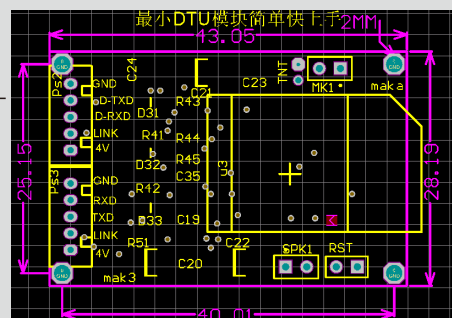 最小DTU模块简单快上手
2MM
43.05
Ps2
C24
GND
D-TXD
D-RXD
LINK
4V
D31
R43
C21
C23
TNT
MK1
maka
R41
R44
D32
R45
C35
U3
25.15
28.19
Ps3
GND
RXD
TXD
LINK
4V
R42
D33
C19
R51
C22
C20
mak3
SPK1
RST
40.01